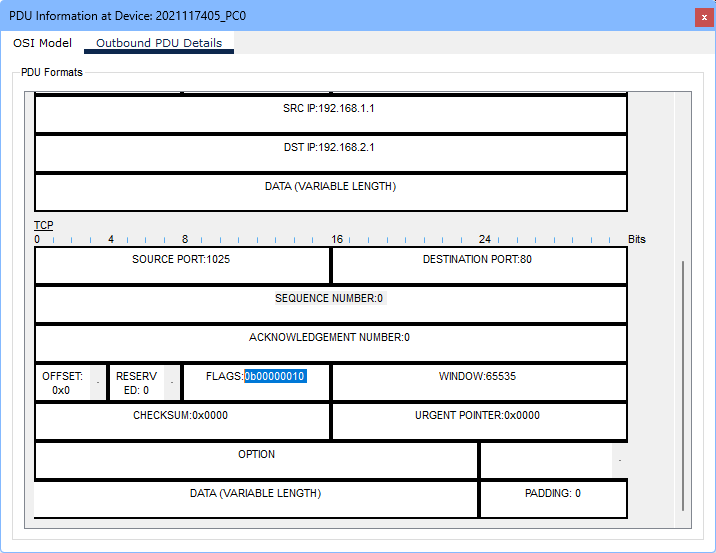 PDU Information at Device: 2021117405_PC0
x
OSI Model Outbound PDU Details
PDU Formats
SRC IP:192.168.1.1
DST IP:192.168.2.1
DATA (VARIABLE LENGTH)
TCP
0 4 8 16 24 Bits
SOURCE PORT:1025 DESTINATION PORT:80
SEQUENCE NUMBER:0
ACKNOWLEDGEMENT NUMBER:0
OFFSET: . RESERV . FLAGS:0b00000010 WINDOW:65535
0x0 ED: 0
CHECKSUM:0x0000 URGENT POINTER:0x0000
OPTION .
DATA (VARIABLE LENGTH) PADDING: 0